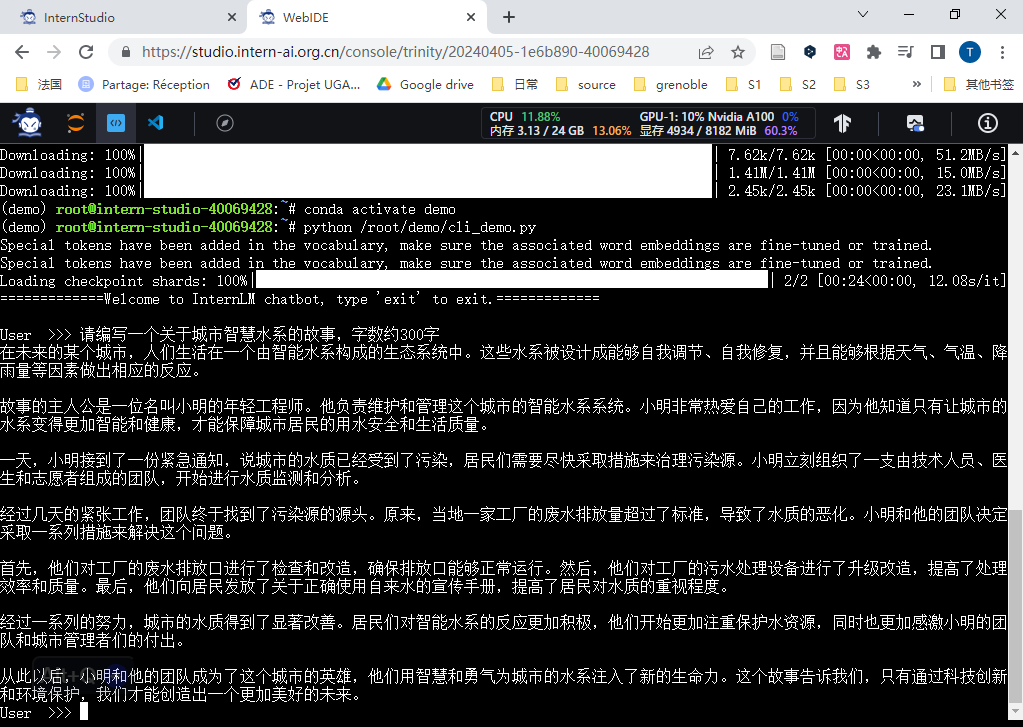 InternStudio
WebIDE
https://studio.intern-ai.org.cn/console/trinity/20240405-1e6b890-40069428
T
法国
Partage: Réception
ADE - Projet UGA...
Google drive
日常
source
grenoble
S1
S2
S3
»
其他书签
CPU 11.88% GPU-1: 10% Nvidia A100 0%
内存 3.13 / 24 GB 13.06% 显存 4934 / 8182 MiB 60.3%
Downloading: 100%| | 7.62k/7.62k [00:00<00:00, 51.2MB/s]
Downloading: 100%| | 1.41M/1.41M [00:00<00:00, 15.0MB/s]
Downloading: 100%| | 2.45k/2.45k [00:00<00:00, 23.1MB/s]
(demo) root@intern-studio-40069428:~# conda activate demo
(demo) root@intern-studio-40069428:~# python /root/demo/cli_demo.py
Special tokens have been added in the vocabulary, make sure the associated word embeddings are fine-tuned or trained.
Special tokens have been added in the vocabulary, make sure the associated word embeddings are fine-tuned or trained.
Loading checkpoint shards: 100%| | 2/2 [00:24<00:00, 12.08s/it]
=============Welcome to InternLM chatbot, type 'exit' to exit.=============
User >>> 请编写一个关于城市智慧水系的故事，字数约300字
在未来的某个城市，人们生活在一个由智能水系构成的生态系统中。这些水系被设计成能够自我调节、自我修复，并且能够根据天气、气温、降
雨量等因素做出相应的反应。
故事的主人公是一位名叫小明的年轻工程师。他负责维护和管理这个城市的智能水系系统。小明非常热爱自己的工作，因为他知道只有让城市的
水系变得更加智能和健康，才能保障城市居民的用水安全和生活质量。
一天，小明接到了一份紧急通知，说城市的水质已经受到了污染，居民们需要尽快采取措施来治理污染源。小明立刻组织了一支由技术人员、医
生和志愿者组成的团队，开始进行水质监测和分析。
经过几天的紧张工作，团队终于找到了污染源的源头。原来，当地一家工厂的废水排放量超过了标准，导致了水质的恶化。小明和他的团队决定
采取一系列措施来解决这个问题。
首先，他们对工厂的废水排放口进行了检查和改造，确保排放口能够正常运行。然后，他们对工厂的污水处理设备进行了升级改造，提高了处理
效率和质量。最后，他们向居民发放了关于正确使用自来水的宣传手册，提高了居民对水质的重视程度。
经过一系列的努力，城市的水质得到了显著改善。居民们对智能水系的反应更加积极，他们开始更加注重保护水资源，同时也更加感激小明的团
队和城市管理者们的付出。
从此以后，小明和他的团队成为了这个城市的英雄，他们用智慧和勇气为城市的水系注入了新的生命力。这个故事告诉我们，只有通过科技创新
和环境保护，我们才能创造出一个更加美好的未来。
User >>>